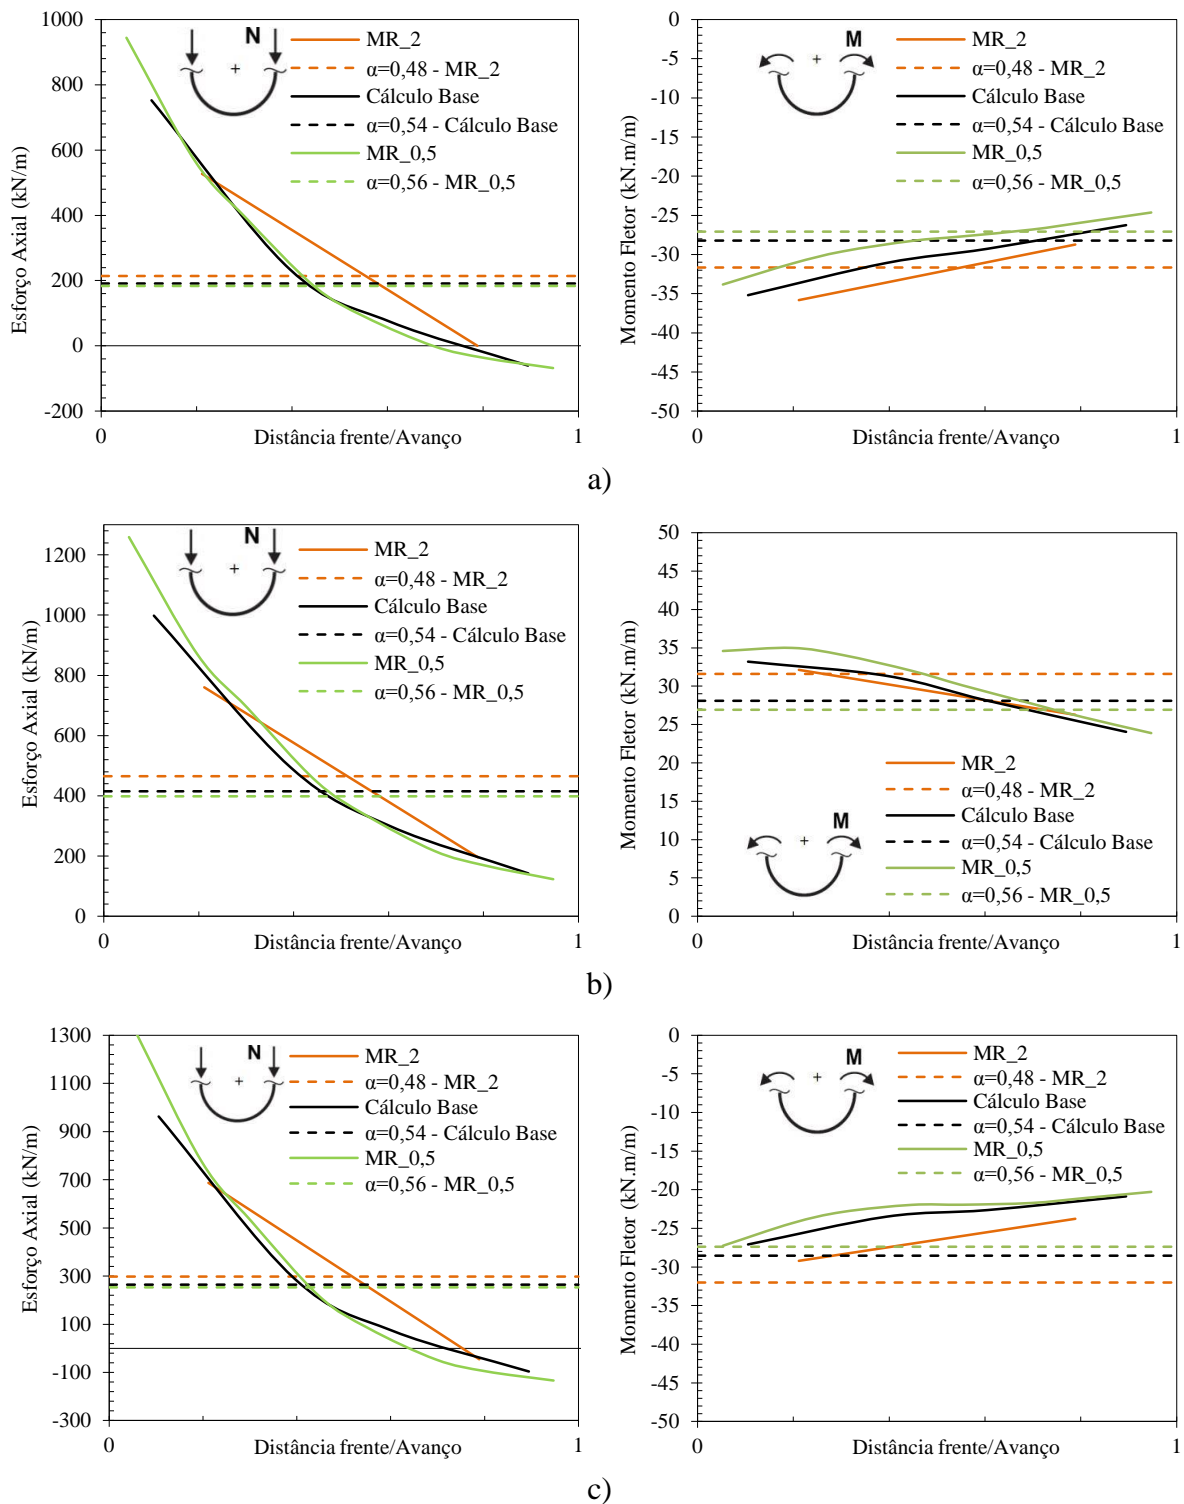 1000
800
600
400
200
0
-200
Esforço Axial (kN/m)
N
+
MR_2
α=0,48 - MR_2
Cálculo Base
α=0,54 - Cálculo Base
MR_0,5
α=0,56 - MR_0,5
0
Distância frente/Avanço
1
0
-5
-10
-15
-20
-25
-30
-35
-40
-45
-50
Momento Fletor (kN.m/m)
M
+
MR_2
α=0,48 - MR_2
Cálculo Base
α=0,54 - Cálculo Base
MR_0,5
α=0,56 - MR_0,5
0
Distância frente/Avanço
1
a)
1200
1000
800
600
400
200
0
Esforço Axial (kN/m)
N
+
MR_2
α=0,48 - MR_2
Cálculo Base
α=0,54 - Cálculo Base
MR_0,5
α=0,56 - MR_0,5
0
Distância frente/Avanço
1
50
45
40
35
30
25
20
15
10
5
0
Momento Fletor (kN.m/m)
M
+
MR_2
α=0,48 - MR_2
Cálculo Base
α=0,54 - Cálculo Base
MR_0,5
α=0,56 - MR_0,5
0
Distância frente/Avanço
1
b)
1300
1100
900
700
500
300
100
-100
-300
Esforço Axial (kN/m)
N
+
MR_2
α=0,48 - MR_2
Cálculo Base
α=0,54 - Cálculo Base
MR_0,5
α=0,56 - MR_0,5
0
Distância frente/Avanço
1
0
-5
-10
-15
-20
-25
-30
-35
-40
-45
-50
Momento Fletor (kN.m/m)
M
+
MR_2
α=0,48 - MR_2
Cálculo Base
α=0,54 - Cálculo Base
MR_0,5
α=0,56 - MR_0,5
0
Distância frente/Avanço
1
c)